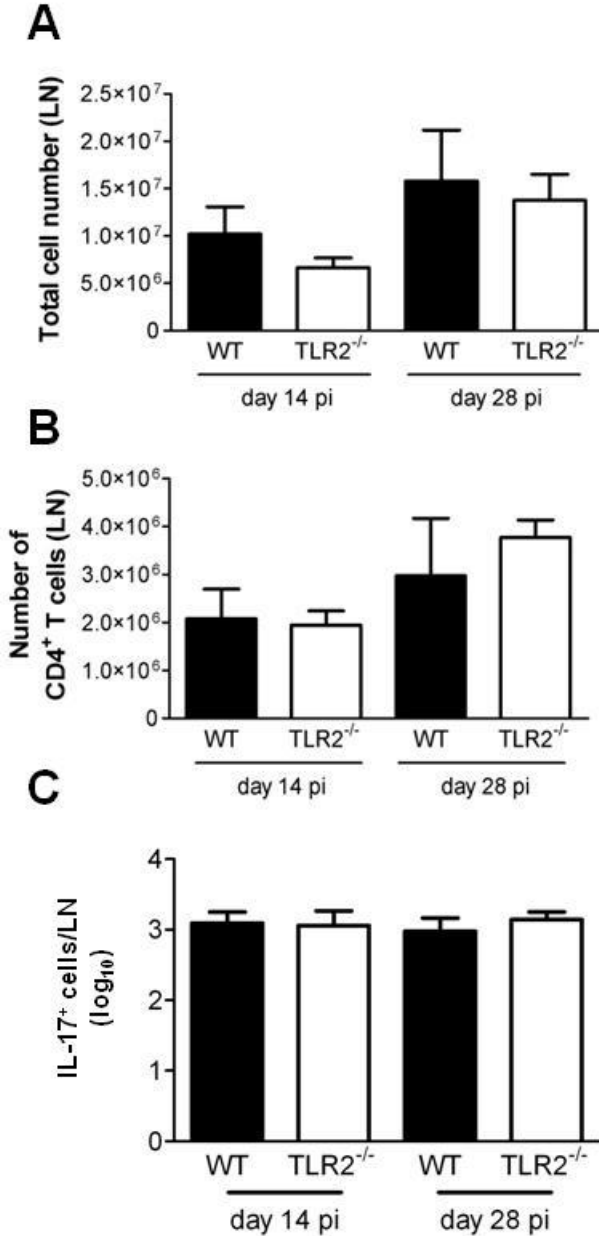 A
Total cell number (LN)
2.5×10⁷
2.0×10⁷
1.5×10⁷
1.0×10⁷
5.0×10⁶
0
WT TLR2⁻/⁻ WT TLR2⁻/⁻
day 14 pi day 28 pi
B
Number of
CD4⁺ T cells (LN)
5.0×10⁶
4.0×10⁶
3.0×10⁶
2.0×10⁶
1.0×10⁶
0
WT TLR2⁻/⁻ WT TLR2⁻/⁻
day 14 pi day 28 pi
C
IL-17⁺ cells/LN
(log₁₀)
4
3
2
1
0
WT TLR2⁻/⁻ WT TLR2⁻/⁻
day 14 pi day 28 pi